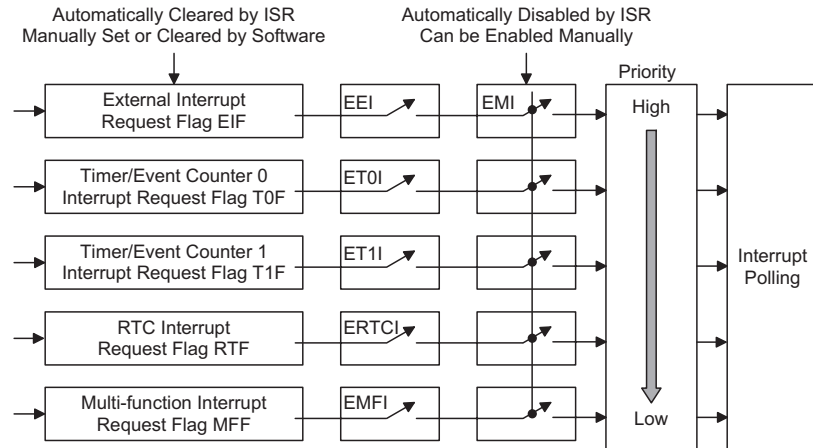 Automatically Cleared by ISR
Manually Set or Cleared by Software
Automatically Disabled by ISR
Can be Enabled Manually
Priority
External Interrupt
Request Flag EIF
EEI
EMI
High
Timer/Event Counter 0
Interrupt Request Flag T0F
ET0I
Timer/Event Counter 1
Interrupt Request Flag T1F
ET1I
Interrupt
Polling
RTC Interrupt
Request Flag RTF
ERTCI
Multi-function Interrupt
Request Flag MFF
EMFI
Low